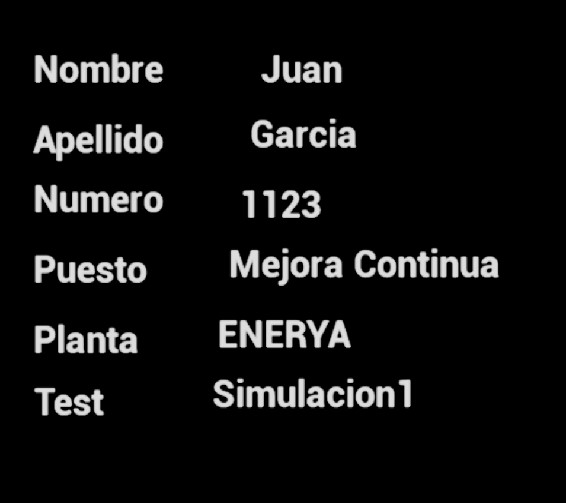 Nombre Juan
Apellido Garcia
Numero 1123
Puesto Mejora Continua
Planta ENERYA
Test Simulacion1